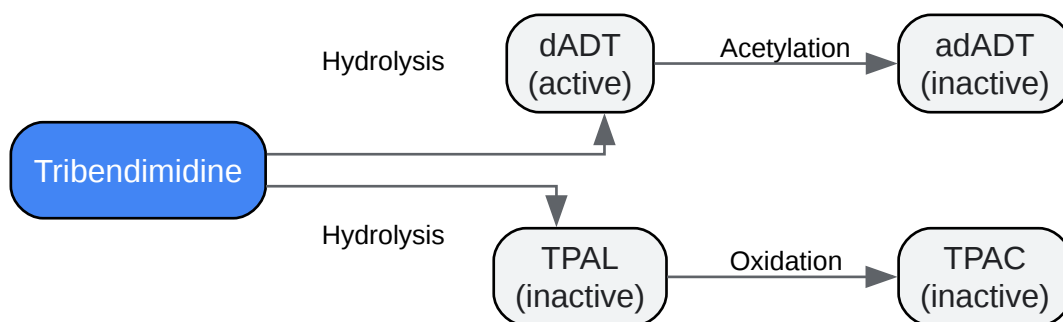 dADT
(active)
Hydrolysis
Acetylation
adADT
(inactive)
Tribendimidine
Hydrolysis
TPAL
(inactive)
Oxidation
TPAC
(inactive)